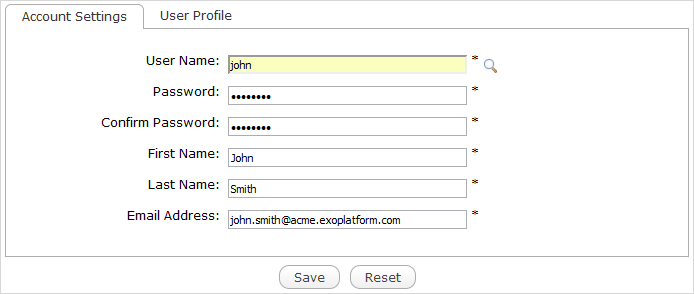 Account Settings User Profile
User Name: john *
Password: •••••••• *
Confirm Password: •••••••• *
First Name: John *
Last Name: Smith *
Email Address: john.smith@acme.exoplatform.com *
Save Reset